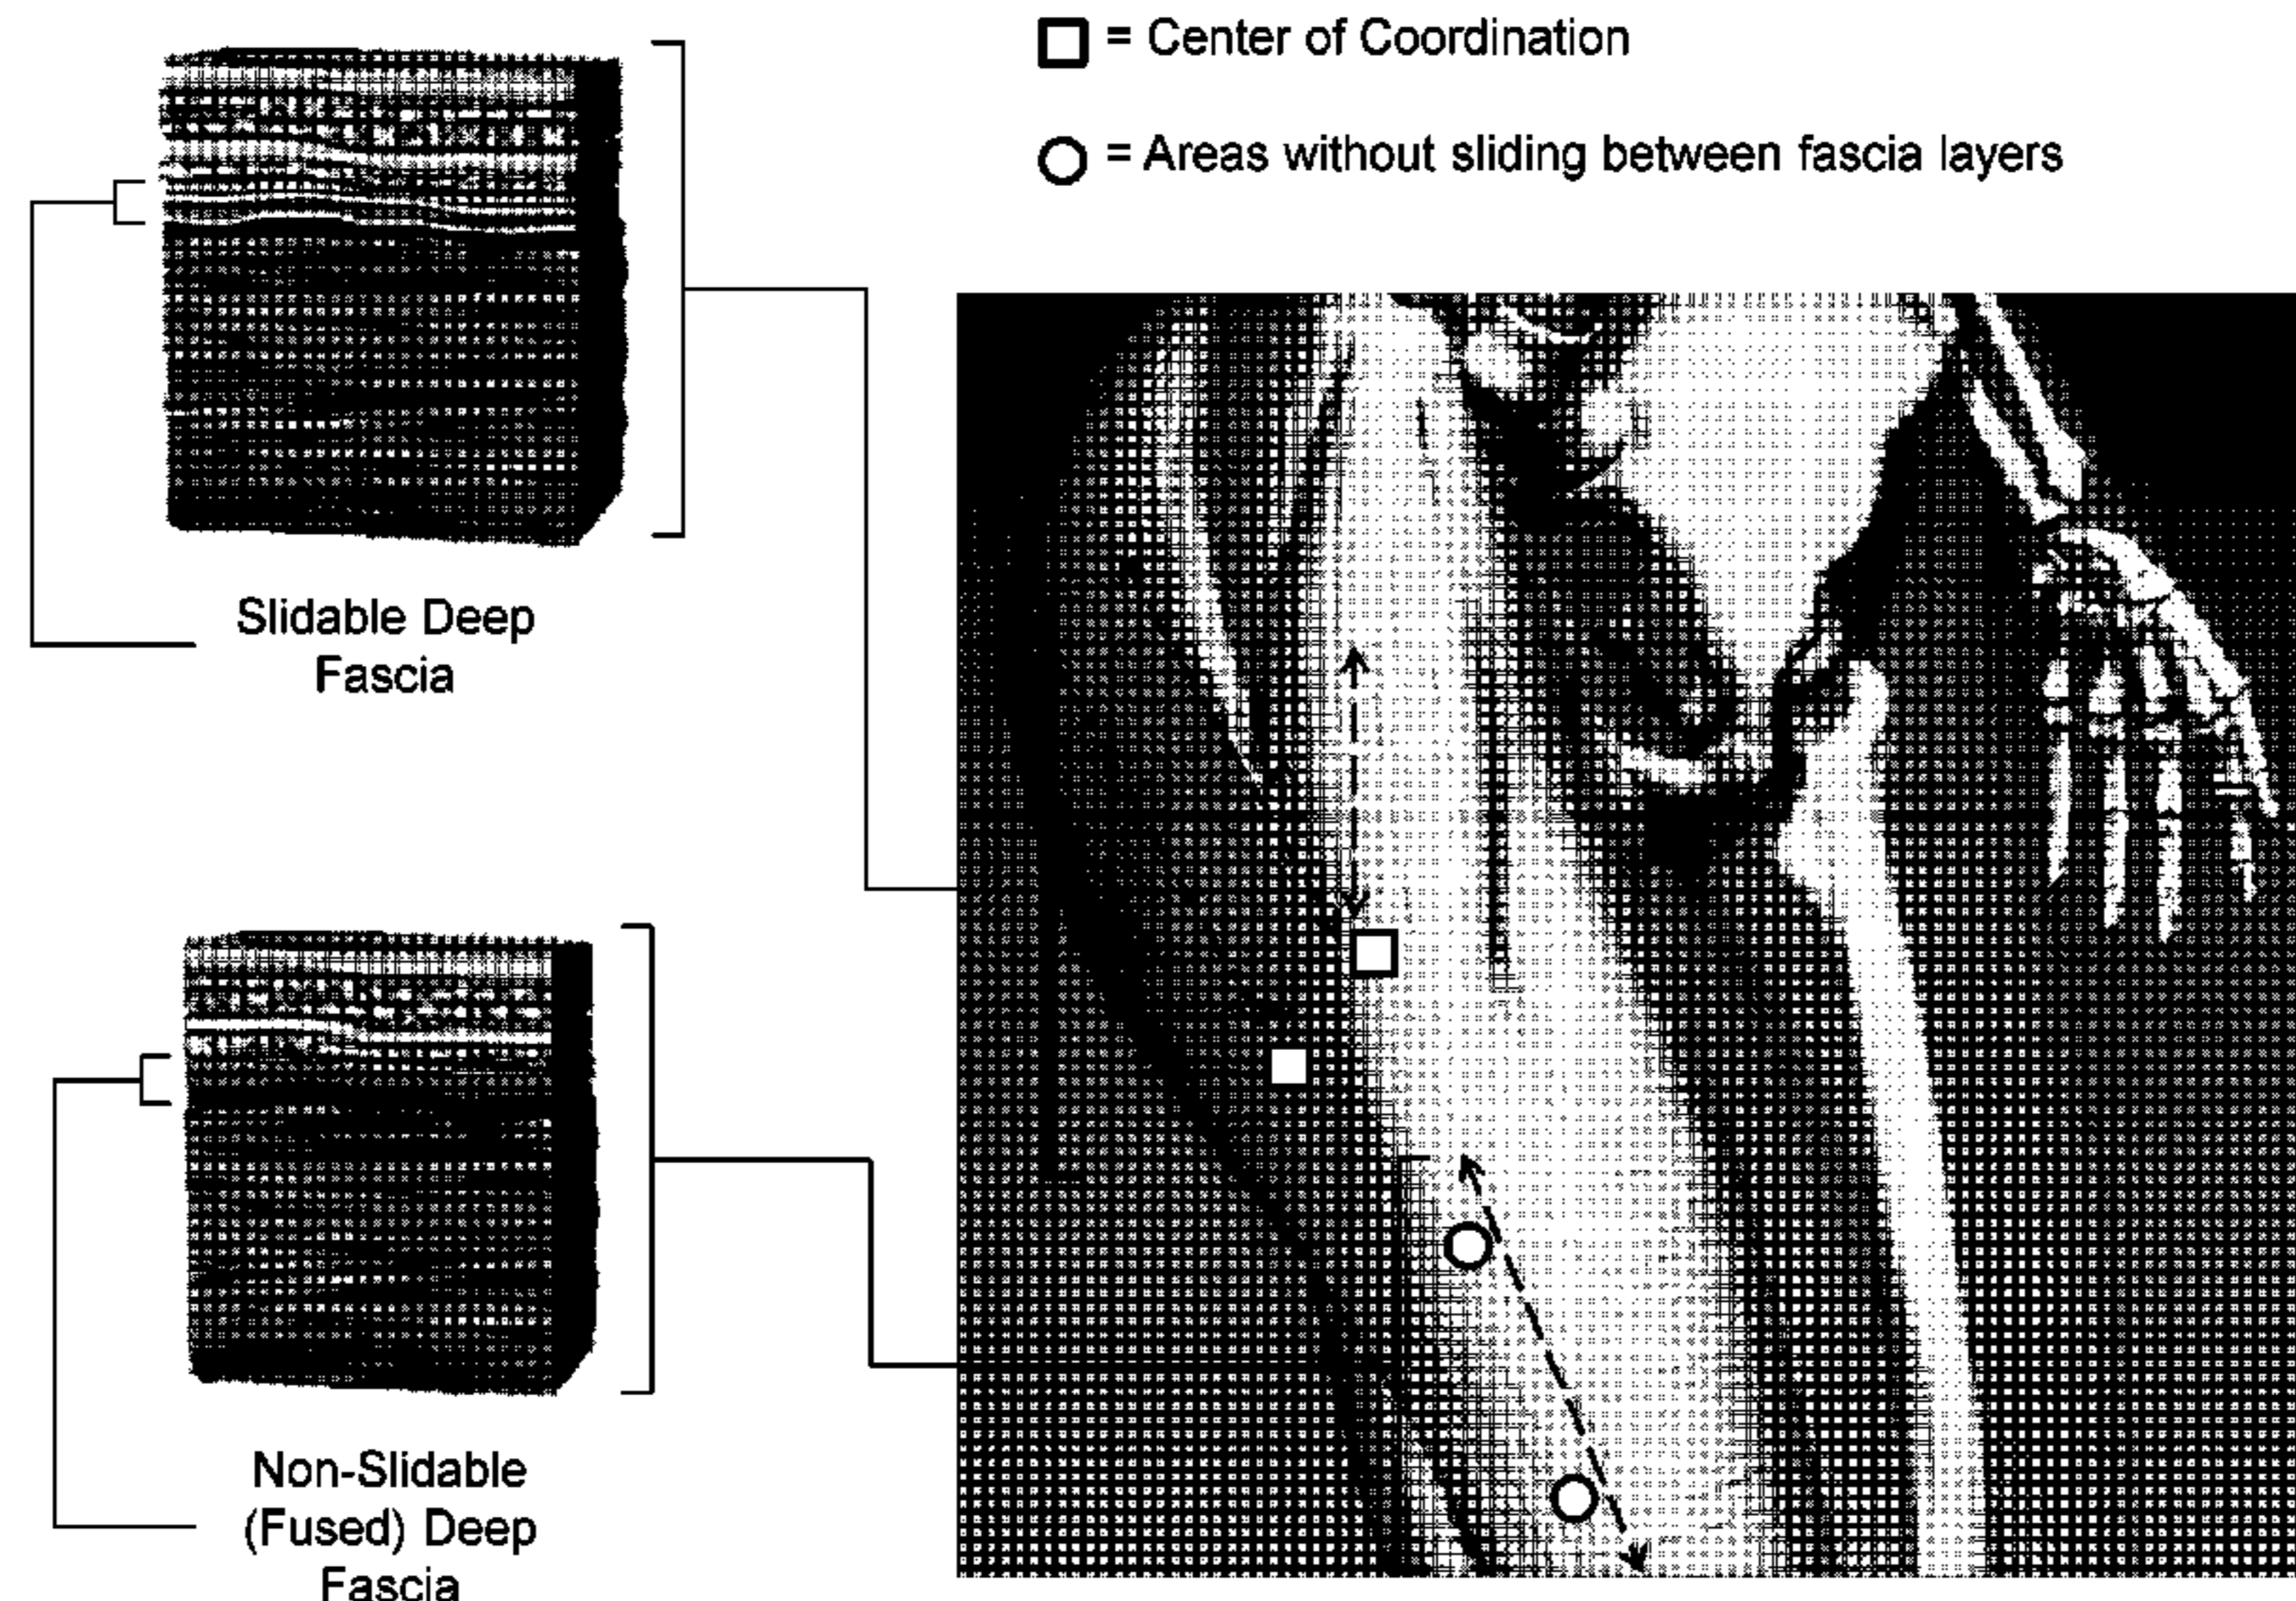 = Center of Coordination
= Areas without sliding between fascia layers
Slidable Deep
Fascia
Non-Slidable
(Fused) Deep
Fascia